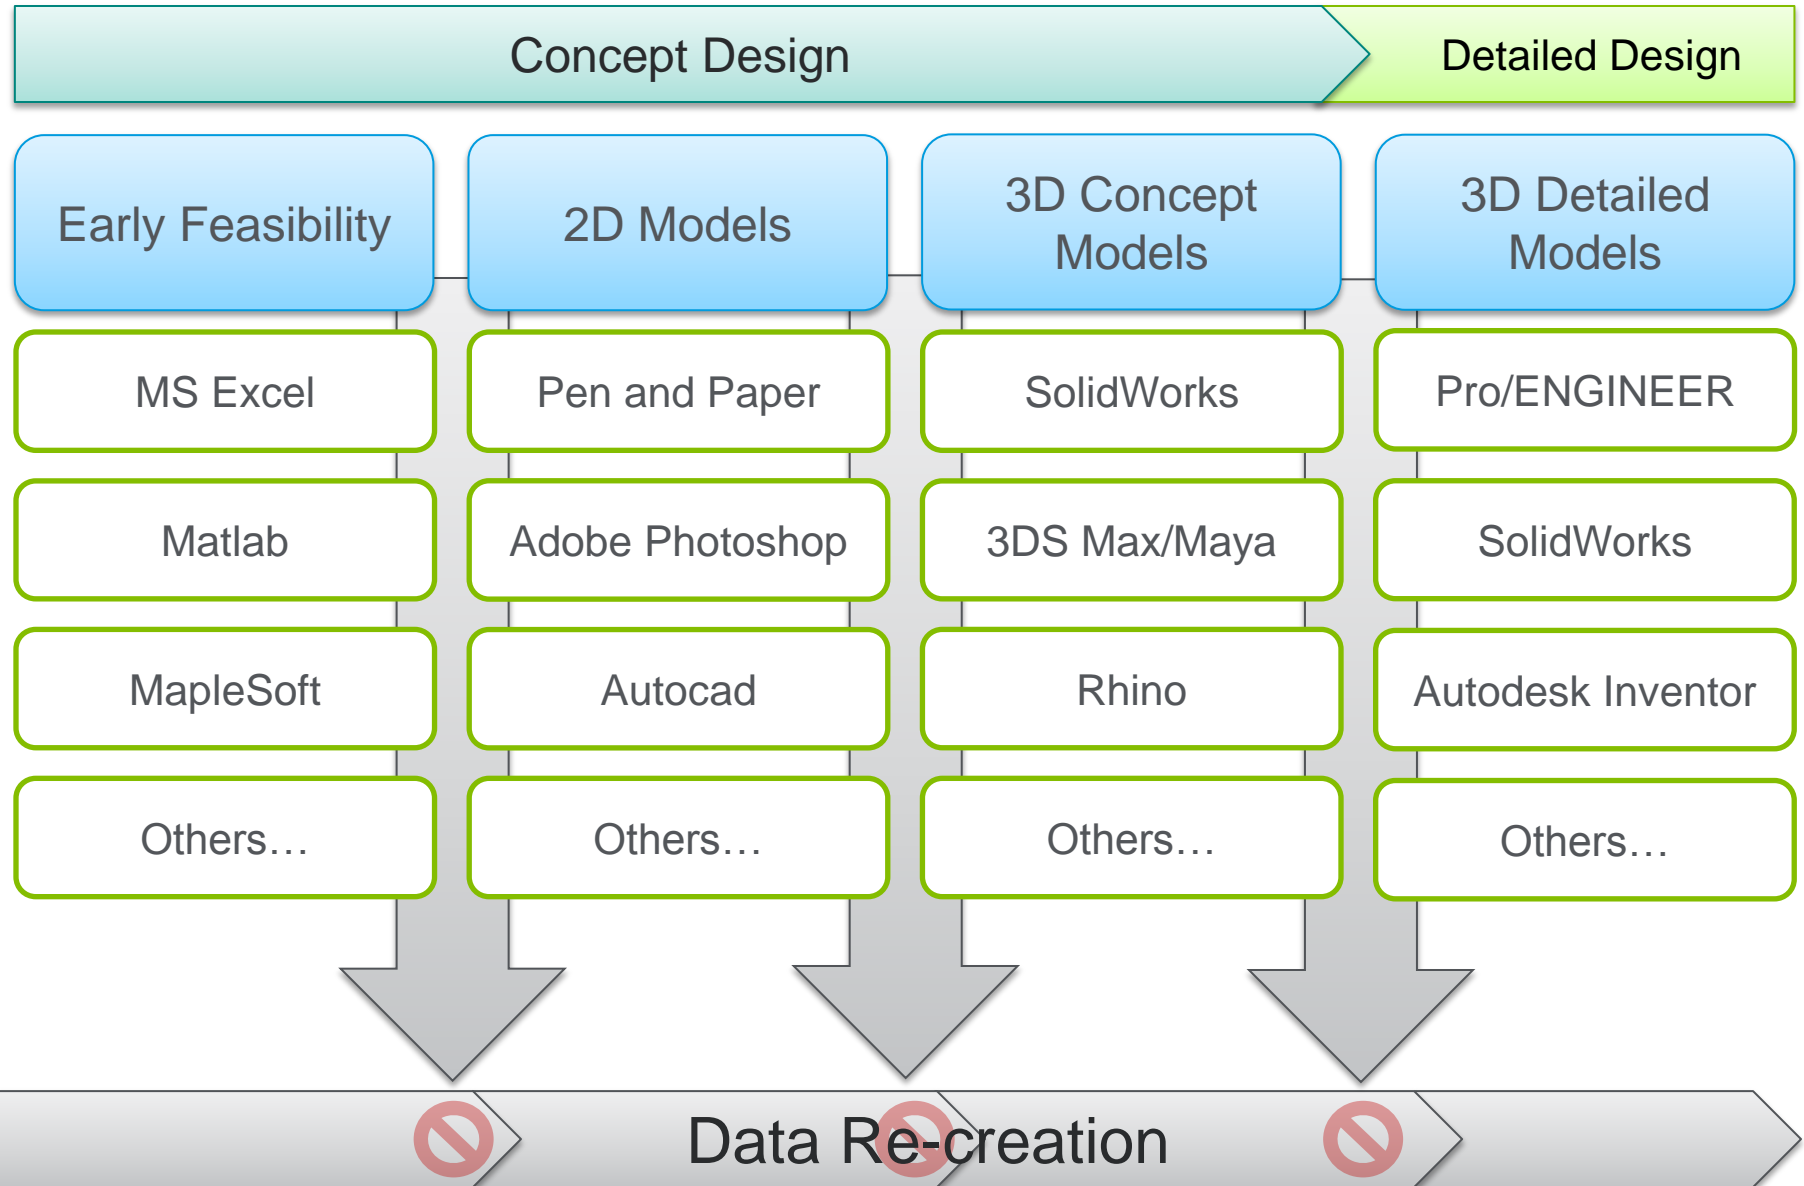 Concept Design
Detailed Design
Early Feasibility
2D Models
3D Concept
Models
3D Detailed
Models
MS Excel
Pen and Paper
SolidWorks
Pro/ENGINEER
Matlab
Adobe Photoshop
3DS Max/Maya
SolidWorks
MapleSoft
Autocad
Rhino
Autodesk Inventor
Others…
Others…
Others…
Others…
Data Re-creation